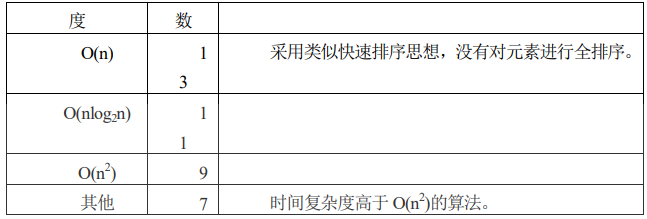 度 数
O(n) 1 采用类似快速排序思想，没有对元素进行全排序。
3
O(nlog₂n) 1
1
O(n²) 9
其他 7 时间复杂度高于 O(n²)的算法。